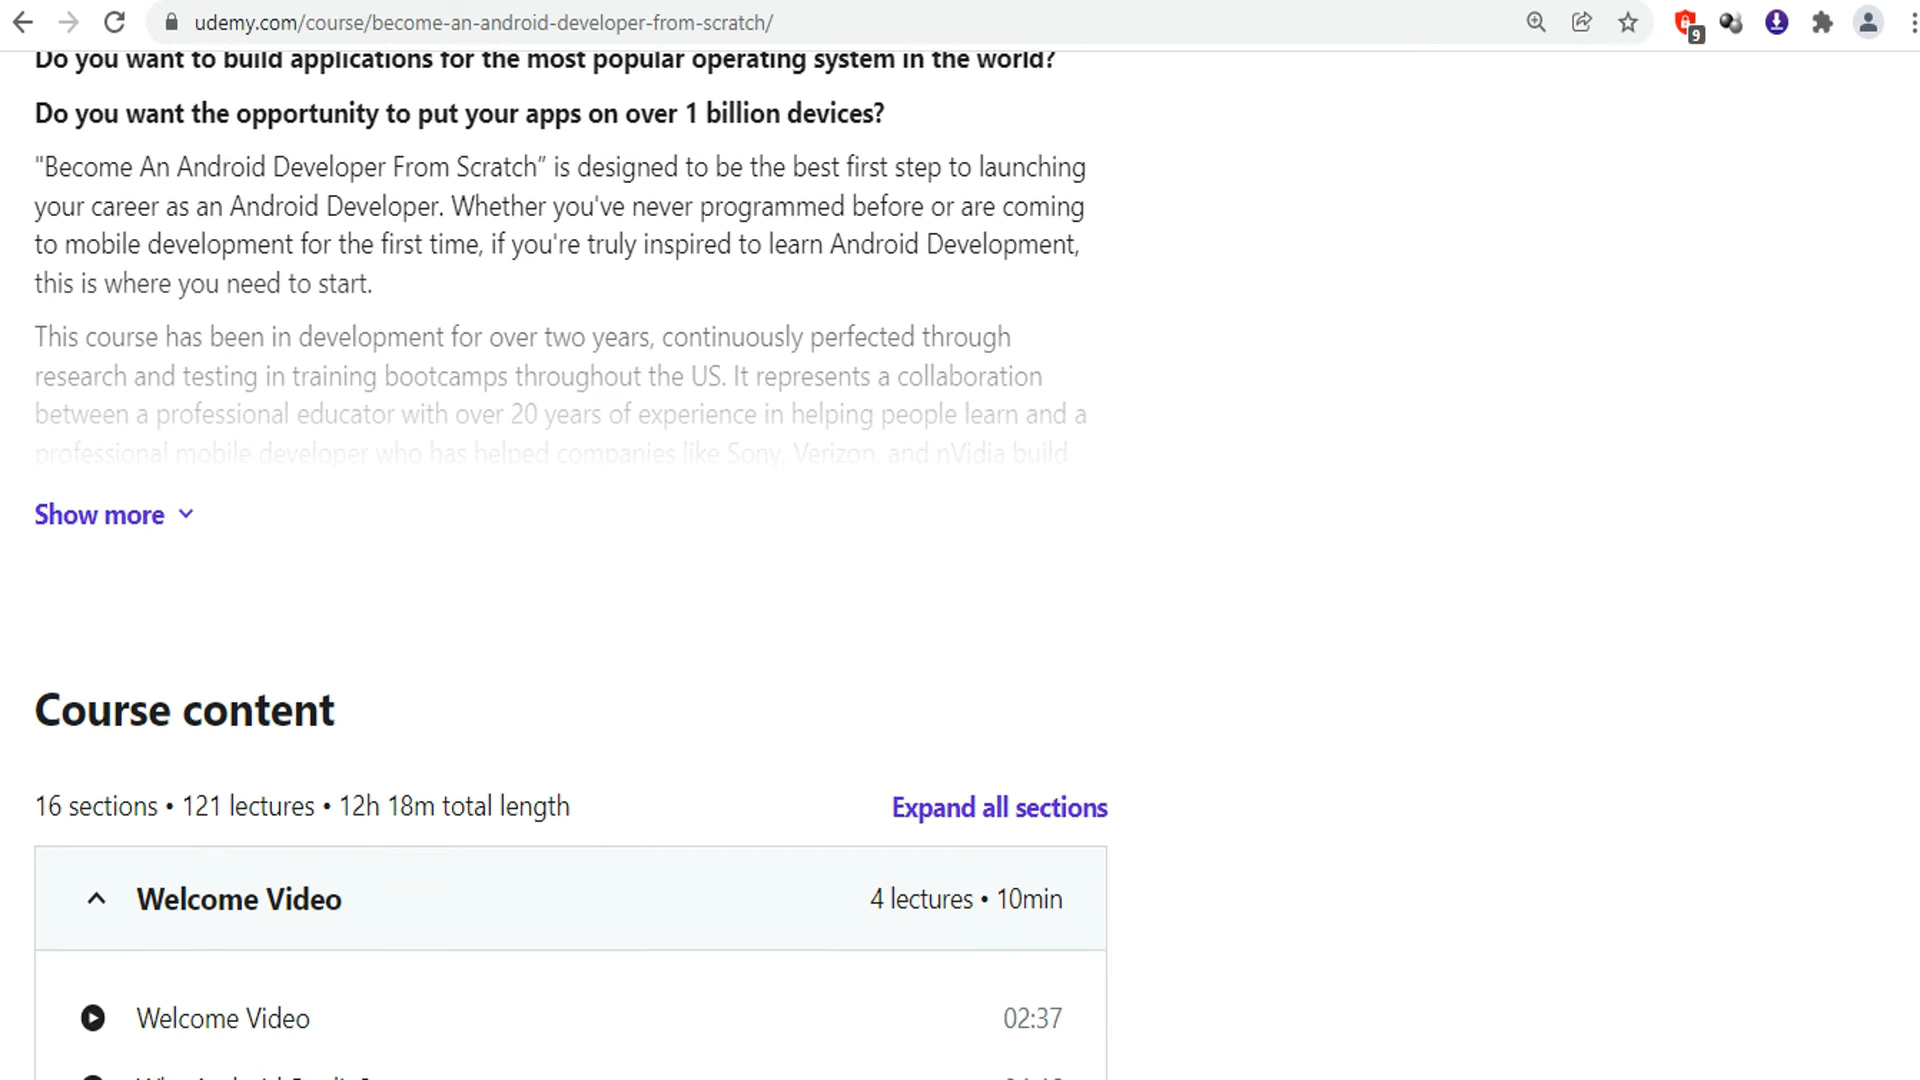 udemy.com/course/become-an-android-developer-from-scratch/
9
Do you want to build applications for the most popular operating system in the world?
Do you want the opportunity to put your apps on over 1 billion devices?
"Become An Android Developer From Scratch” is designed to be the best first step to launching
your career as an Android Developer. Whether you've never programmed before or are coming
to mobile development for the first time, if you're truly inspired to learn Android Development,
this is where you need to start.
This course has been in development for over two years, continuously perfected through
research and testing in training bootcamps throughout the US. It represents a collaboration
between a professional educator with over 20 years of experience in helping people learn and a
professional mobile developer who has helped companies like Sony, Verizon, and nVidia build
Show more
Course content
16 sections • 121 lectures • 12h 18m total length
Expand all sections
Welcome Video
4 lectures • 10min
Welcome Video
02:37